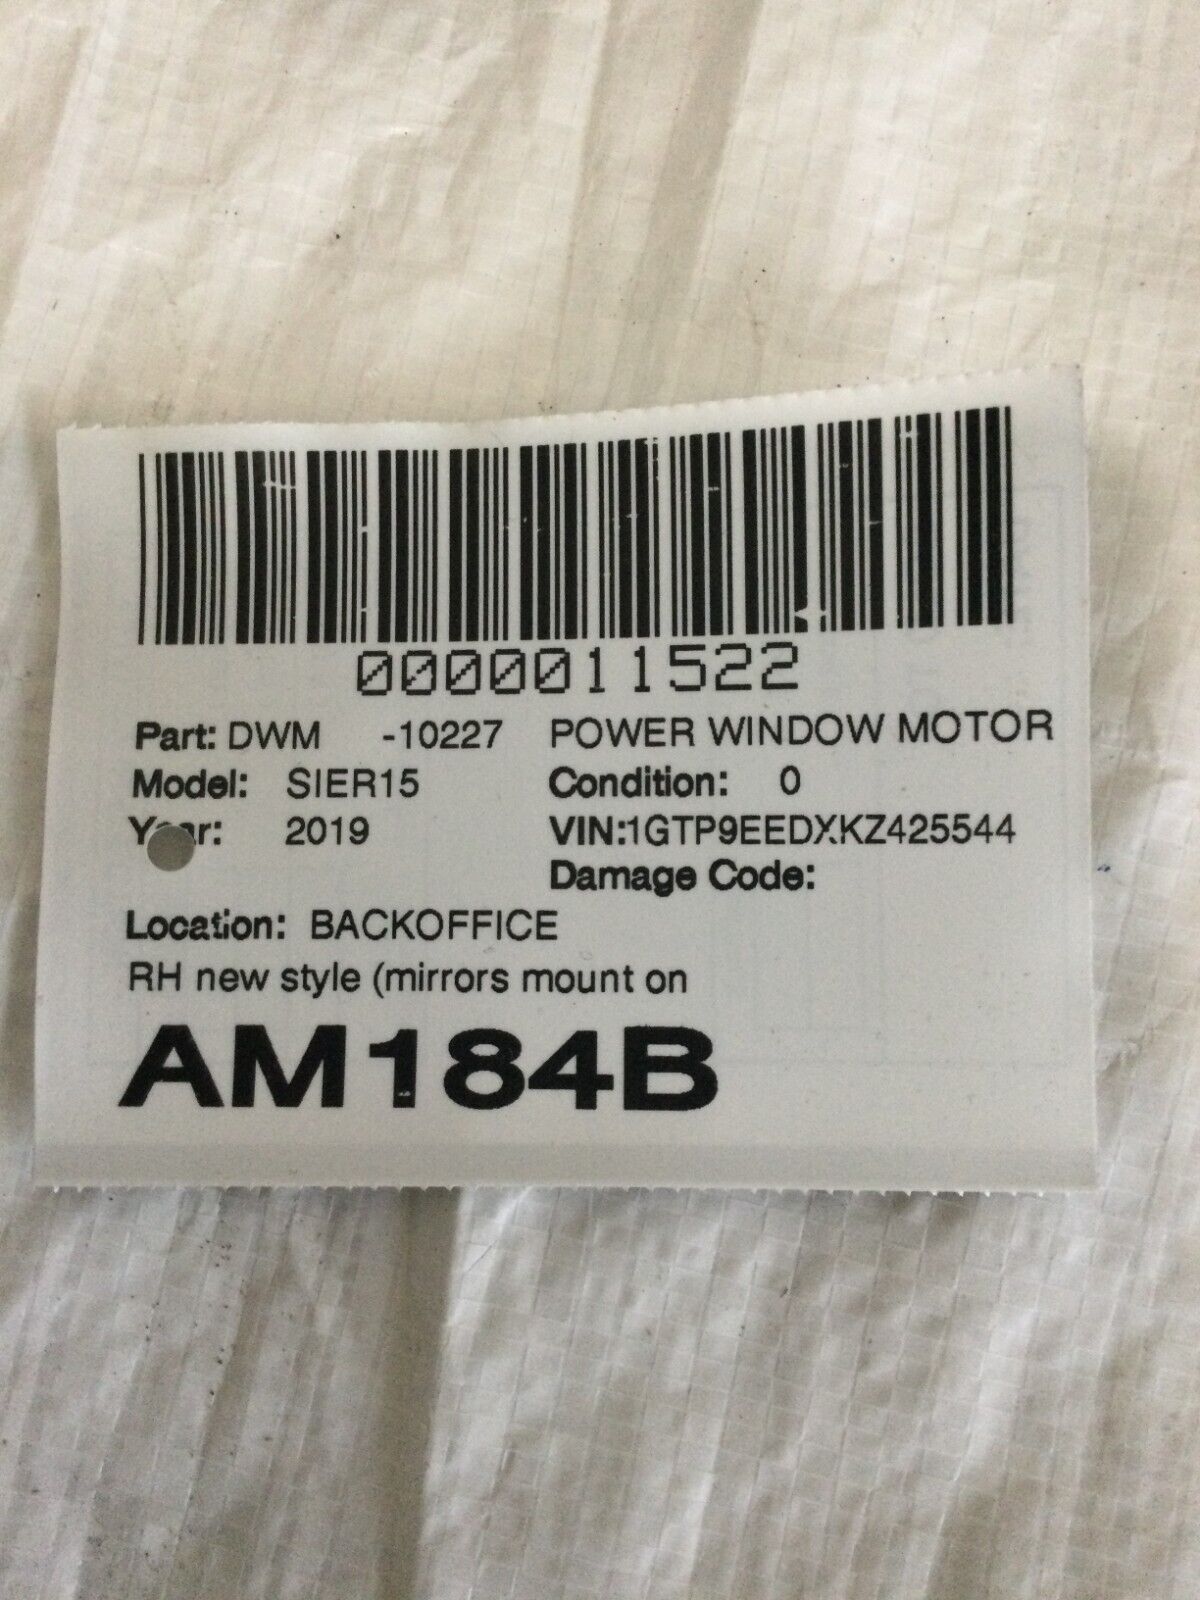 0000011522
Part: DWM -10227 POWER WINDOW MOTOR
Model: SIER15 Condition: 0
Year: 2019 VIN:1GTP9EEDXKZ425544
Damage Code:
Location: BACKOFFICE
RH new style (mirrors mount on
AM184B